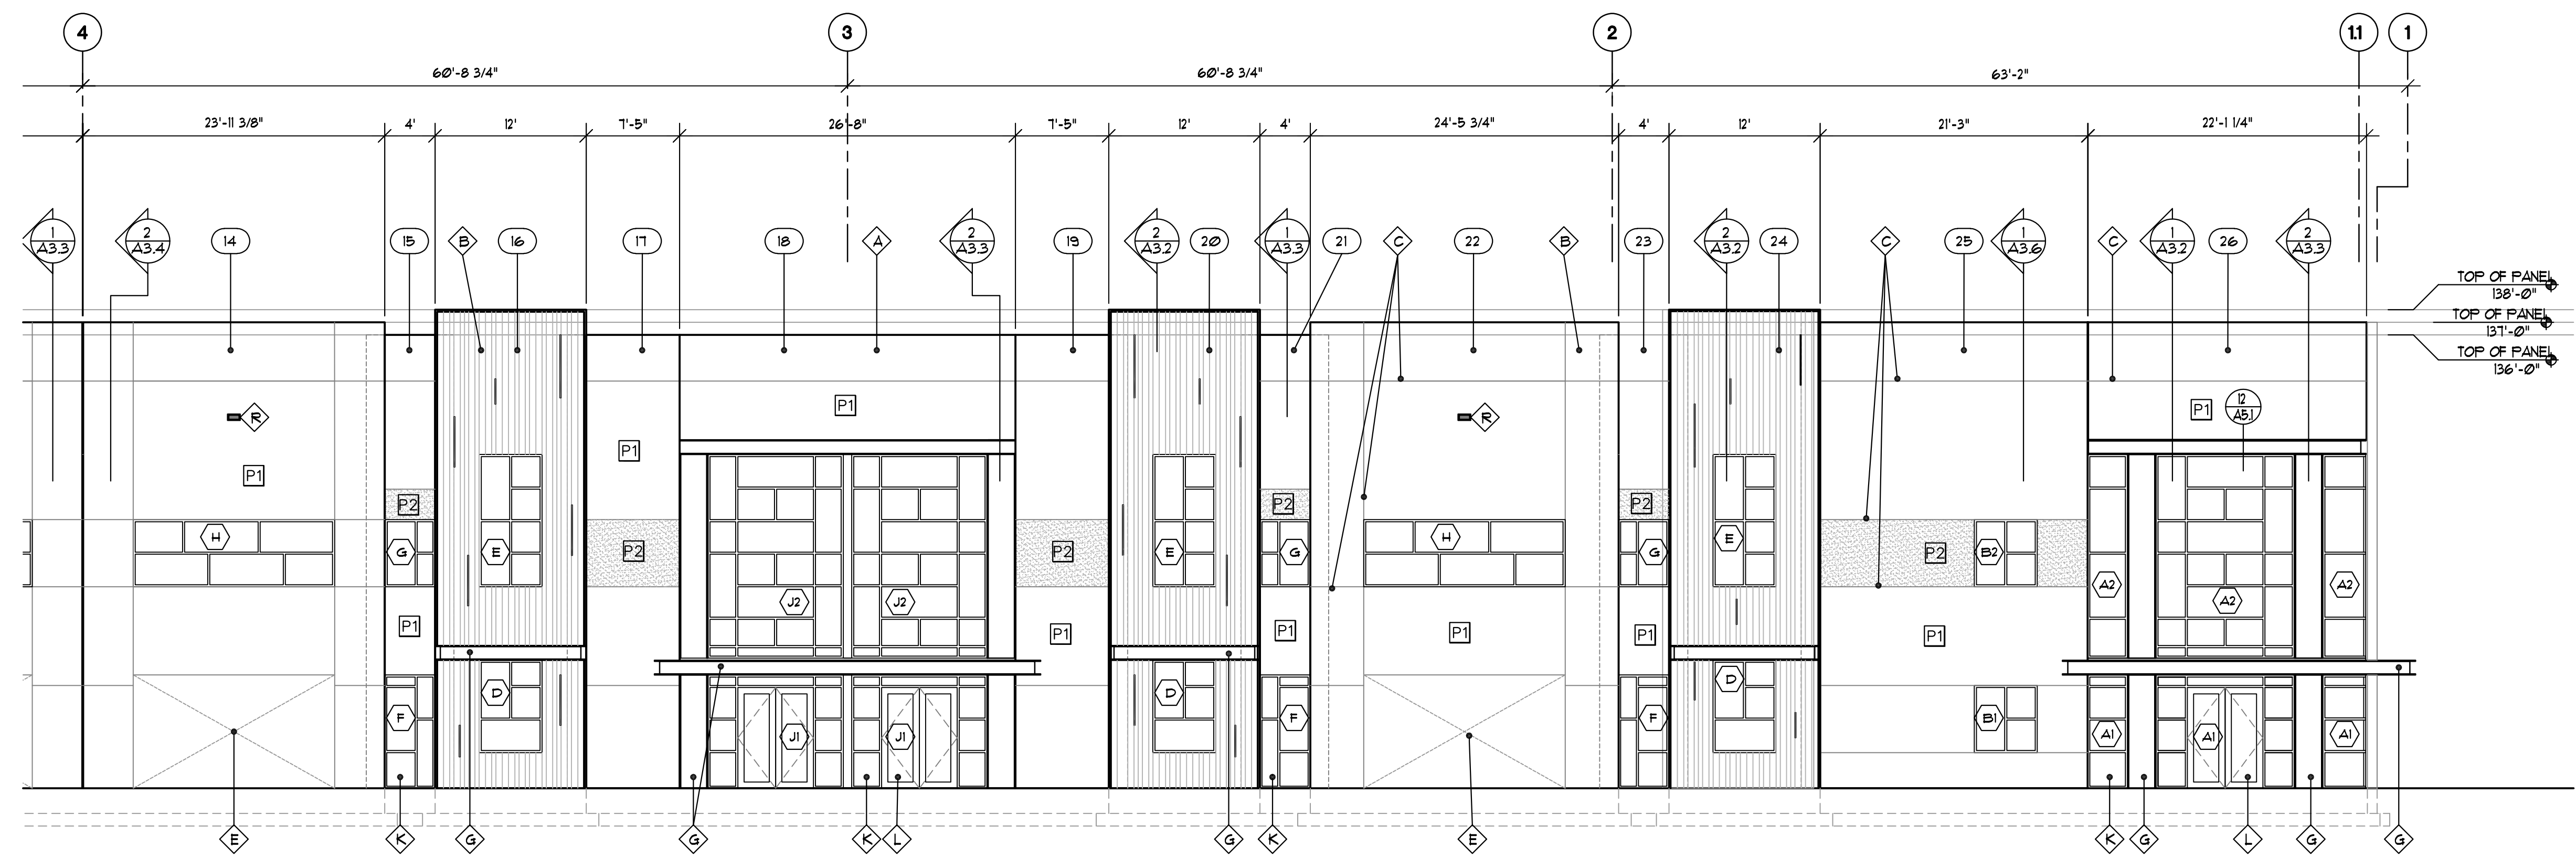 4 3 2 1.1 1
60'-8 3/4" 60'-8 3/4" 63'-2"
23'-11 3/8" 4' 12' 7'-5" 26'-8" 7'-5" 12' 4' 24'-5 3/4" 4' 12' 21'-3" 22'-1 1/4"
1 2 2 2 1 2 1 1 2
14 15 B 16 17 18 A 19 20 21 C 22 B 23 24 C 25 C 26
A3.3 A3.4 A3.3 A3.2 A3.3 A3.2 A3.6 A3.2 A3.3
TOP OF PANEL
138'-0"
TOP OF PANEL
137'-0"
TOP OF PANEL
136'-0"
P1 P1 12
A5.1
R R
P1
P1
P2 P2 P2
H H E
G E P2 P2 E G G P2 B2
A2 A2
J2 J2 A2
P1 P1 P1 P1 P1 P1
D D D
F F F B1
J1 J1 A1 A1 A1
E K G G K L G K E K G L G G